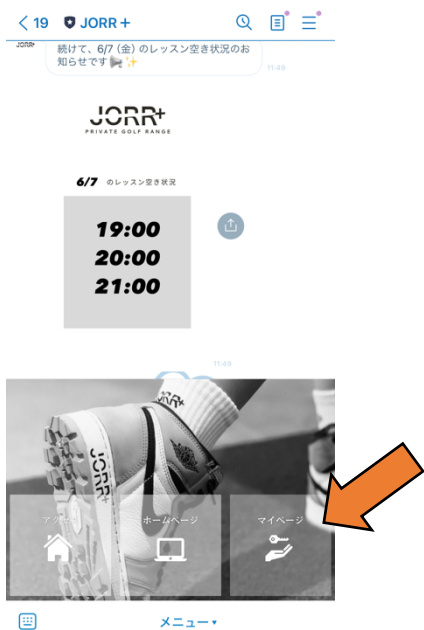 19 JORR +
JORR+
続けて、6/7 (金) のレッスン空き状況のお
知らせです
11:49
JORR+
PRIVATE GOLF RANGE
6/7 のレッスン空き状況
19:00
20:00
21:00
11:49
JORR+
ホームページ
マイページ
メニュー